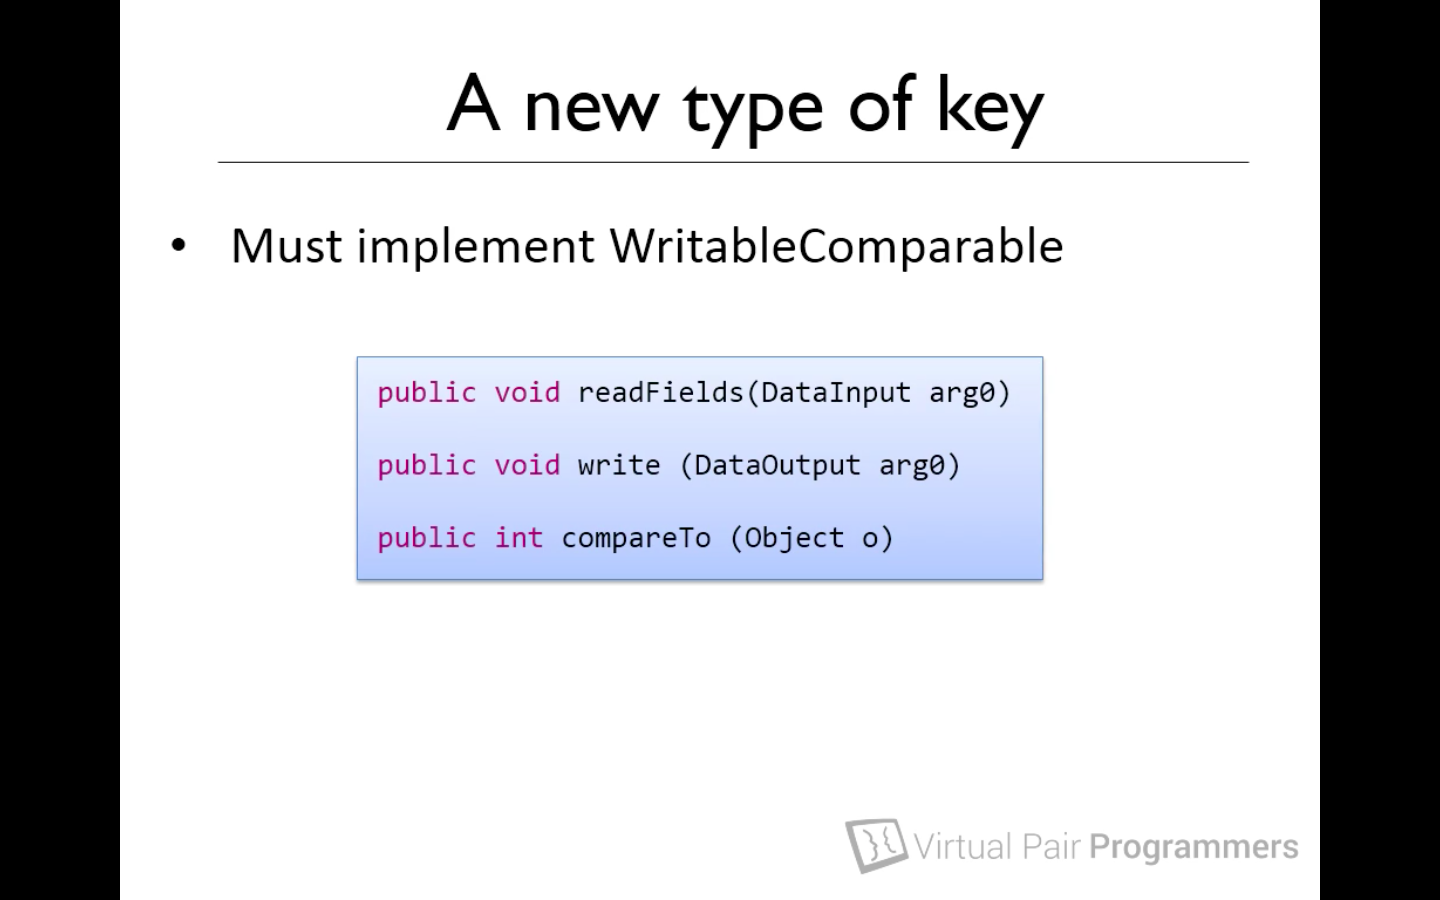 A new type of key
• Must implement WritableComparable
public void readFields(DataInput arg0)
public void write (DataOutput arg0)
public int compareTo (Object o)
Virtual Pair Programmers